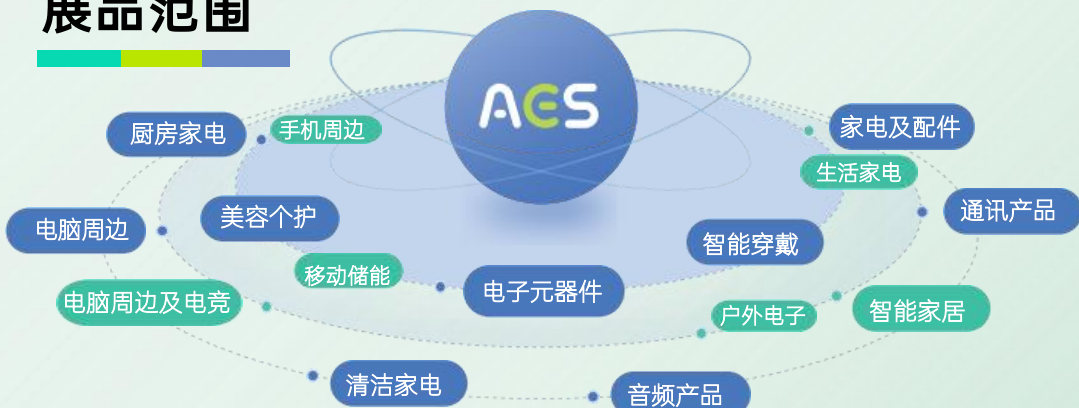 展品范围
AES
厨房家电
手机周边
家电及配件
生活家电
电脑周边
美容个护
通讯产品
智能穿戴
移动储能
电子元器件
电脑周边及电竞
户外电子
智能家居
清洁家电
音频产品